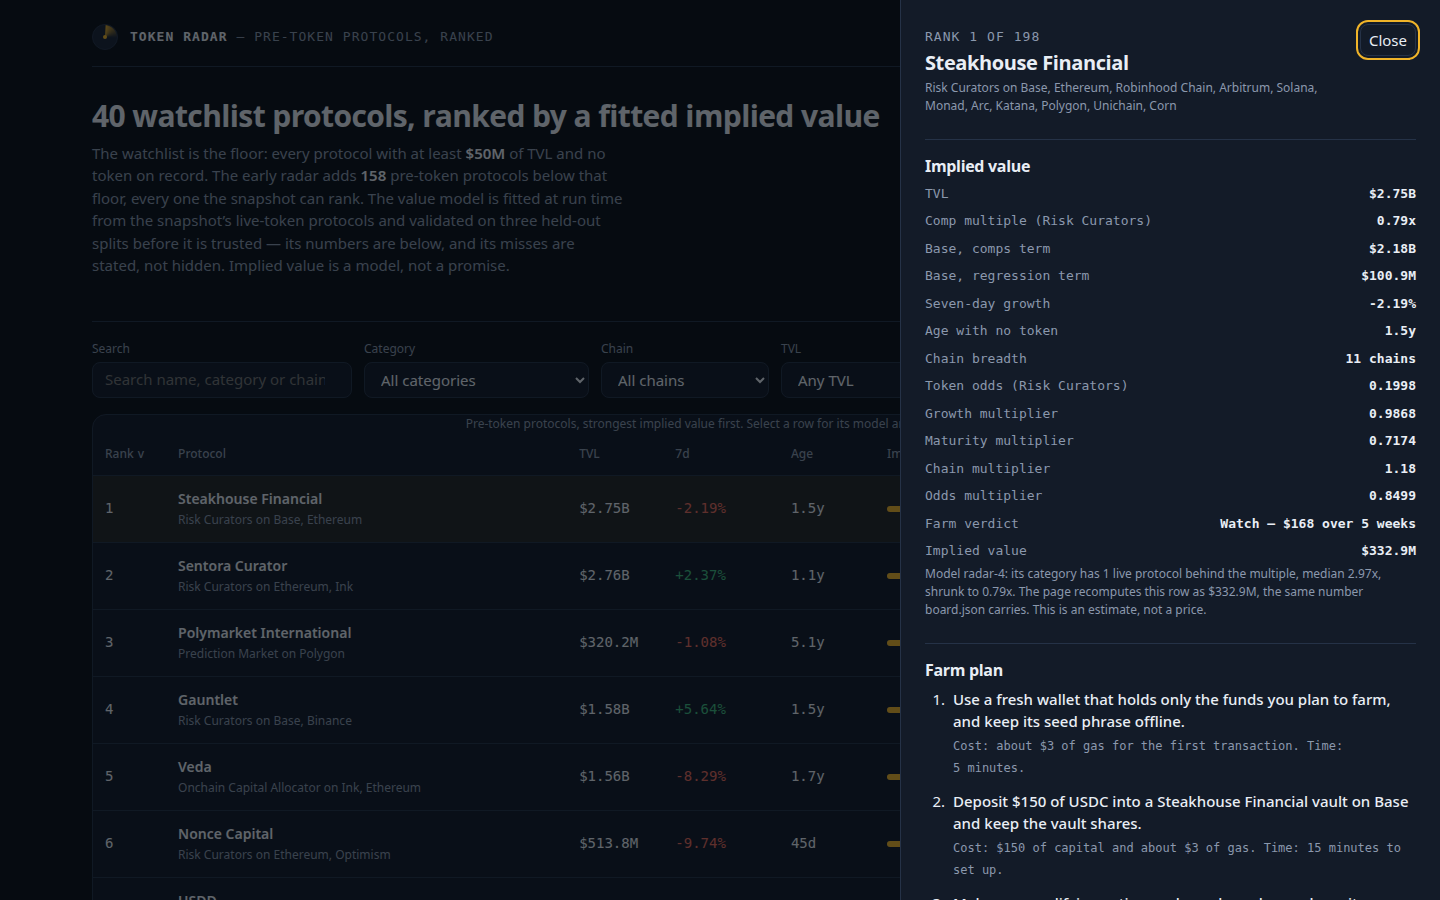 TOKEN RADAR — PRE-TOKEN PROTOCOLS, RANKED
40 watchlist protocols, ranked by a fitted implied value
The watchlist is the floor: every protocol with at least $50M of TVL and no
token on record. The early radar adds 158 pre-token protocols below that
floor, every one the snapshot can rank. The value model is fitted at run time
from the snapshot's live-token protocols and validated on three held-out
splits before it is trusted — its numbers are below, and its misses are
stated, not hidden. Implied value is a model, not a promise.
Search Category Chain TVL
Search name, category or chain All categories All chains Any TVL
Pre-token protocols, strongest implied value first. Select a row for its model
Rank v Protocol TVL 7d Age
1 Steakhouse Financial $2.75B -2.19% 1.5y
Risk Curators on Base, Ethereum
2 Sentora Curator $2.76B +2.37% 1.1y
Risk Curators on Ethereum, Ink
3 Polymarket International $320.2M -1.08% 5.1y
Prediction Market on Polygon
4 Gauntlet $1.58B +5.64% 1.5y
Risk Curators on Base, Binance
5 Veda $1.56B -8.29% 1.7y
Onchain Capital Allocator on Ink, Ethereum
6 Nonce Capital $513.8M -9.74% 45d
Risk Curators on Ethereum, Optimism
RANK 1 OF 198
Close
Steakhouse Financial
Risk Curators on Base, Ethereum, Robinhood Chain, Arbitrum, Solana,
Monad, Arc, Katana, Polygon, Unichain, Corn
Implied value
TVL $2.75B
Comp multiple (Risk Curators) 0.79x
Base, comps term $2.18B
Base, regression term $100.9M
Seven-day growth -2.19%
Age with no token 1.5y
Chain breadth 11 chains
Token odds (Risk Curators) 0.1998
Growth multiplier 0.9868
Maturity multiplier 0.7174
Chain multiplier 1.18
Odds multiplier 0.8499
Farm verdict Watch — $168 over 5 weeks
Implied value $332.9M
Model radar-4: its category has 1 live protocol behind the multiple, median 2.97x,
shrunk to 0.79x. The page recomputes this row as $332.9M, the same number
board.json carries. This is an estimate, not a price.
Farm plan
1. Use a fresh wallet that holds only the funds you plan to farm,
and keep its seed phrase offline.
Cost: about $3 of gas for the first transaction. Time:
5 minutes.
2. Deposit $150 of USDC into a Steakhouse Financial vault on Base
and keep the vault shares.
Cost: $150 of capital and about $3 of gas. Time: 15 minutes to
set up.